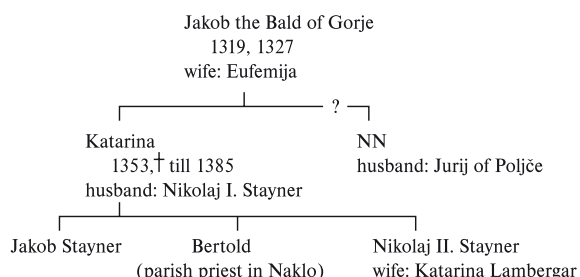 Jakob the Bald of Gorje
1319, 1327
wife: Eufemija
?
Katarina
1353,† till 1385
husband: Nikolaj I. Stayner
NN
husband: Jurij of Poljče
Jakob Stayner
Bertold
(parish priest in Naklo)
Nikolaj II. Stayner
wife: Katarina Lambergar